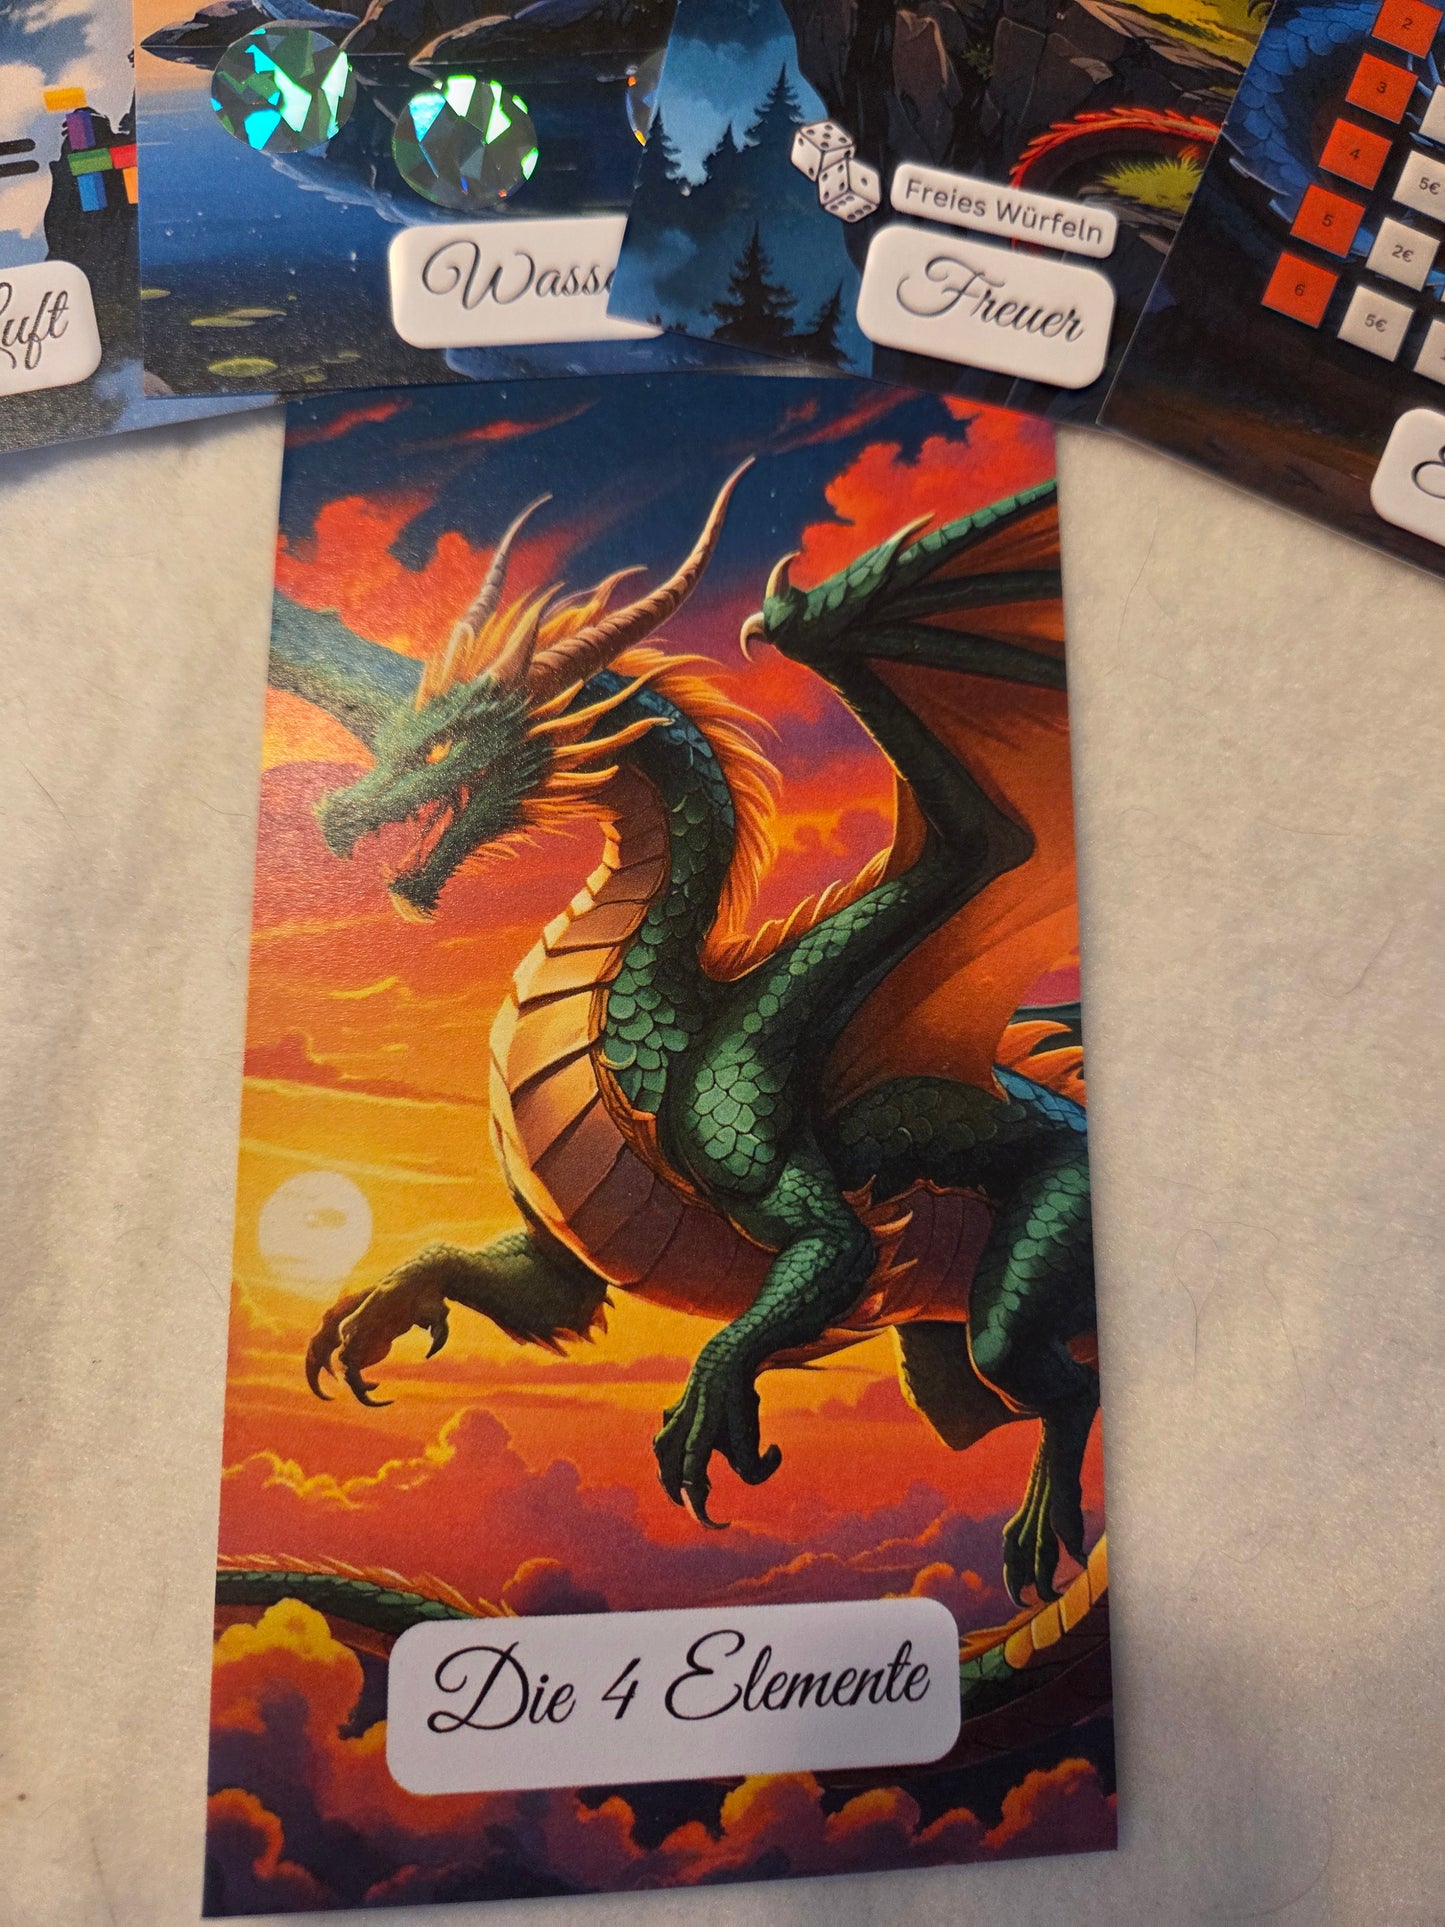 Luft
Freies Würfeln
Freuer
2
3
4
5€
5
2€
6
5€
Die 4 Elemente